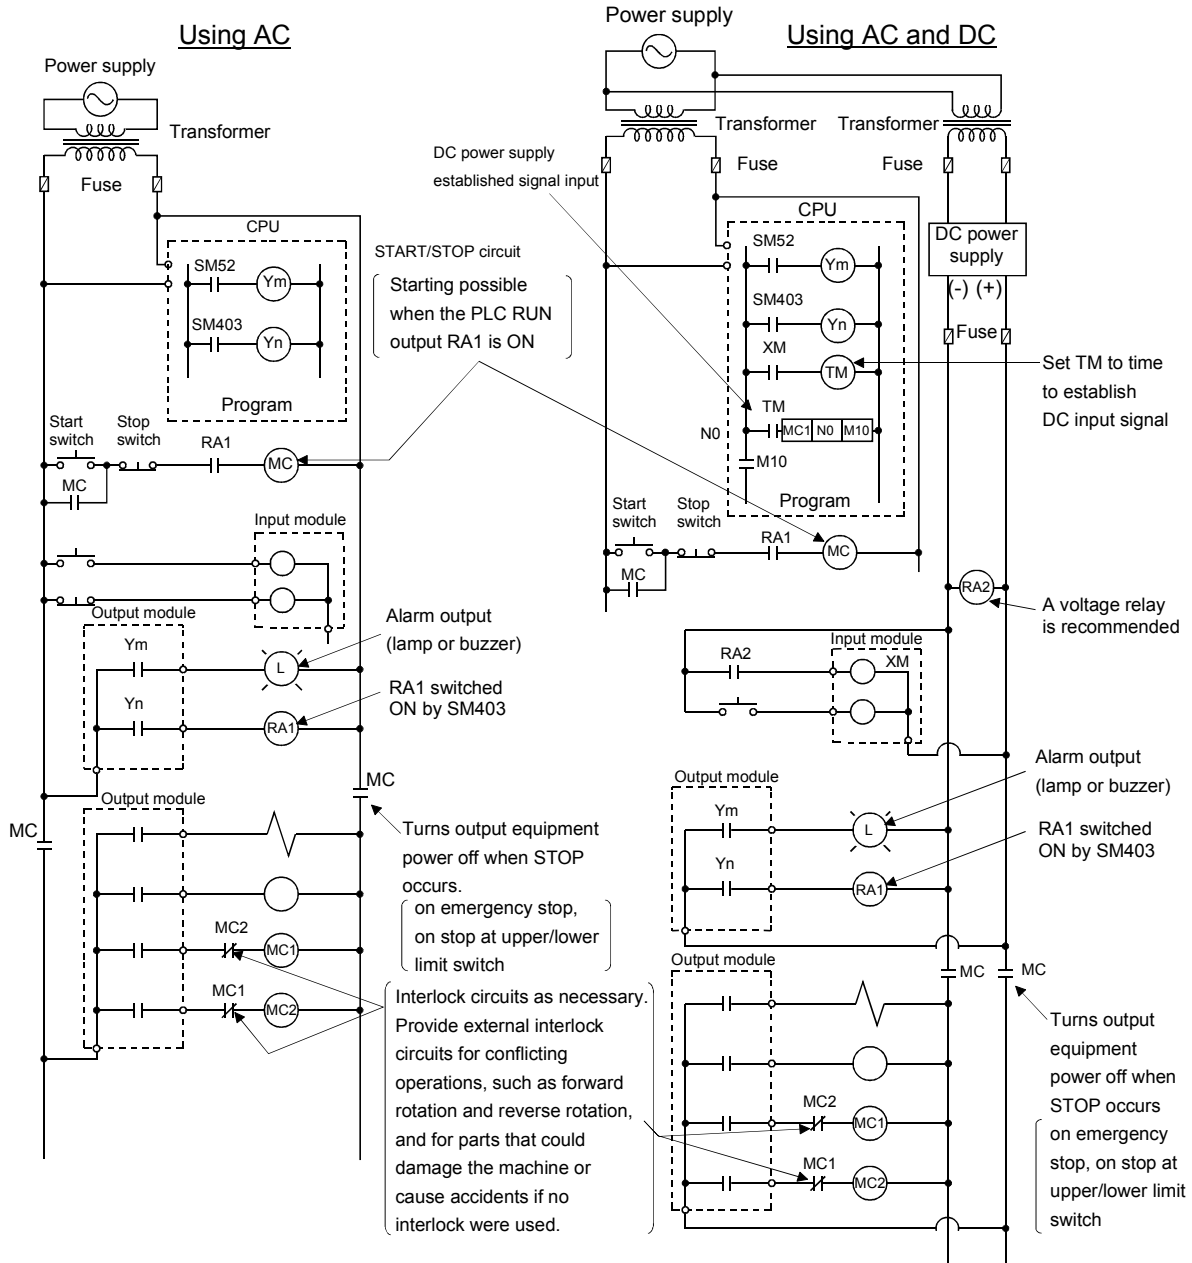 Using AC
Power supply
Transformer
Fuse
CPU
SM52
Ym
SM403
Yn
Program
START/STOP circuit
Starting possible
when the PLC RUN
output RA1 is ON
Start
switch
Stop
switch
RA1
MC
MC
Input module
Output module
Ym
L
Alarm output
(lamp or buzzer)
Yn
RA1
RA1 switched
ON by SM403
MC
Output module
MC
Turns output equipment
power off when STOP
occurs.
on emergency stop,
on stop at upper/lower
limit switch
MC2
MC1
MC1
MC2
Interlock circuits as necessary.
Provide external interlock
circuits for conflicting
operations, such as forward
rotation and reverse rotation,
and for parts that could
damage the machine or
cause accidents if no
interlock were used.
Using AC and DC
Power supply
Transformer
Transformer
Fuse
Fuse
DC power supply
established signal input
CPU
SM52
Ym
SM403
Yn
XM
TM
TM
N0
MC1 N0 M10
M10
Program
DC power
supply
(-) (+)
Fuse
Set TM to time
to establish
DC input signal
Start
switch
Stop
switch
RA1
MC
MC
RA2
A voltage relay
is recommended
Input module
RA2
XM
Output module
Ym
L
Alarm output
(lamp or buzzer)
Yn
RA1
RA1 switched
ON by SM403
Output module
MC
MC
Turns output
equipment
power off when
STOP occurs
on emergency
stop, on stop at
upper/lower limit
switch
MC2
MC1
MC1
MC2